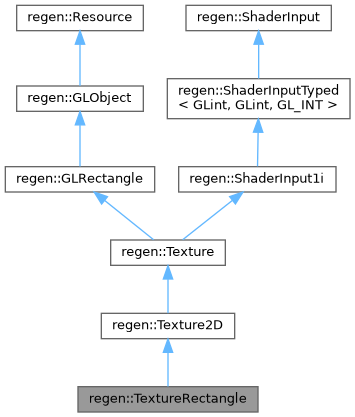 regen::Resource
regen::ShaderInput
regen::GLObject
regen::ShaderInputTyped
< GLint, GLint, GL_INT >
regen::GLRectangle
regen::ShaderInput1i
regen::Texture
regen::Texture2D
regen::TextureRectangle